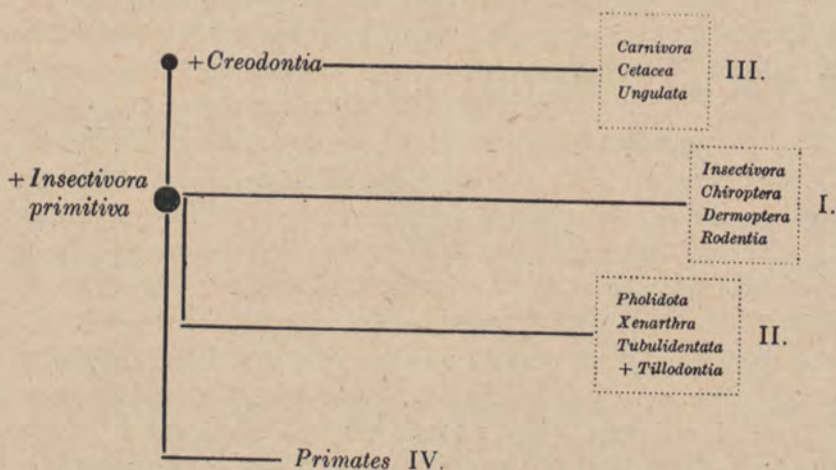 + Creodontia
Carnivora
Cetacea
Ungulata
III.
+ Insectivora
primitiva
Insectivora
Chiroptera
Dermoptera
Rodentia
I.
Pholidota
Xenarthra
Tubulidentata
+ Tillodontia
II.
Primates IV.